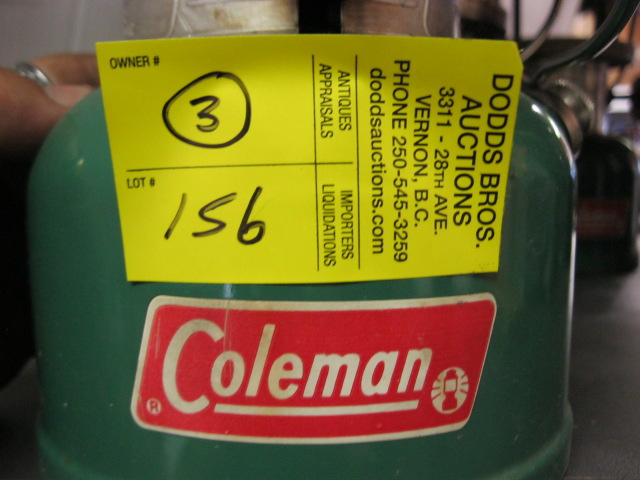 OWNER #
3
LOT #
156
ANTIQUES
APPRAISALS
IMPORTERS
LIQUIDATIONS
DODDS BROS.
AUCTIONS
3311 - 28TH AVE.
VERNON, B.C.
PHONE 250-545-3259
doddsauctions.com
Coleman
®